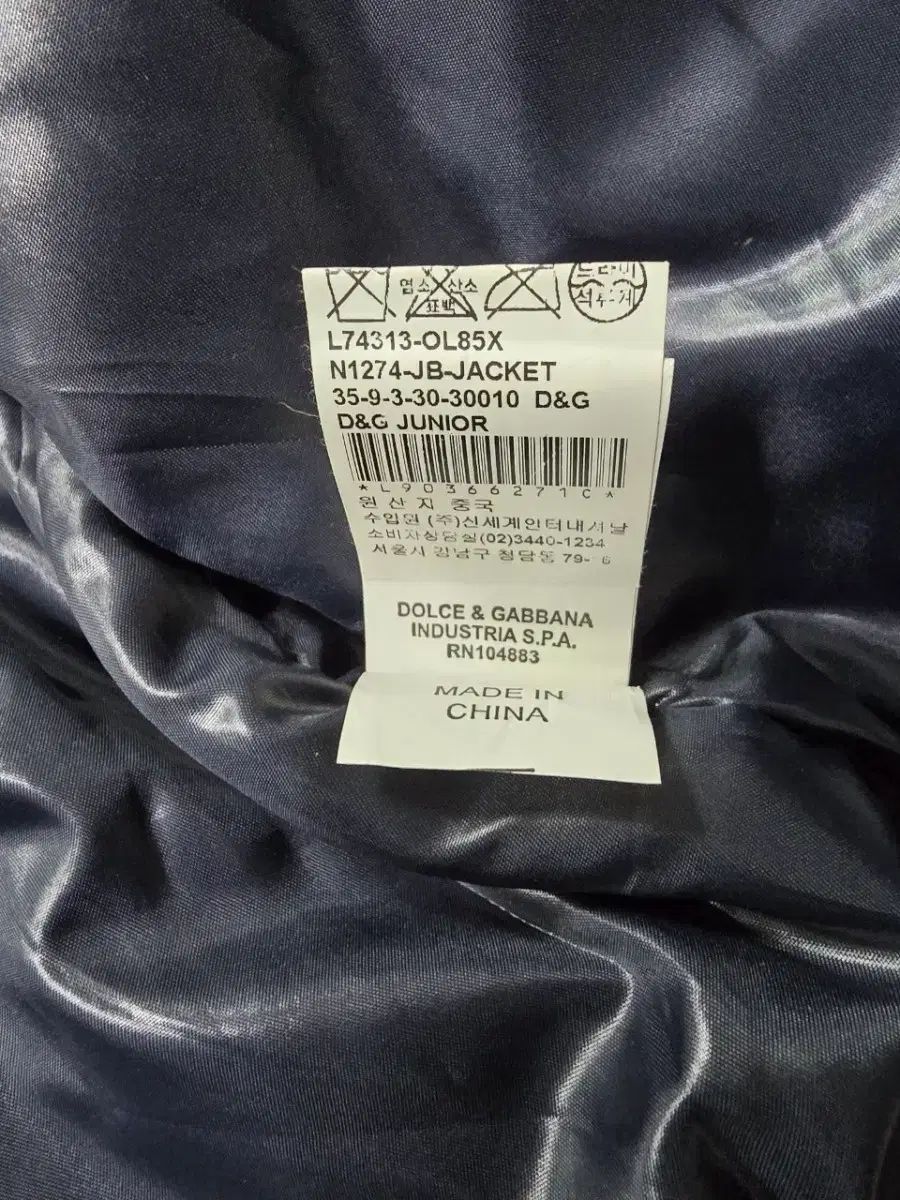 염소 산소
표백
드라이
석유계
L74313-OL85X
N1274-JB-JACKET
35-9-3-30-30010 D&G
D&G JUNIOR
*L90366271C*
원산지 중국
수입원 (주)신세계인터내셔날
소비자상담실(02)3440-1234
서울시 강남구 청담동
DOLCE & GABBANA
INDUSTRIA S.P.A.
RN104883
MADE IN
CHINA